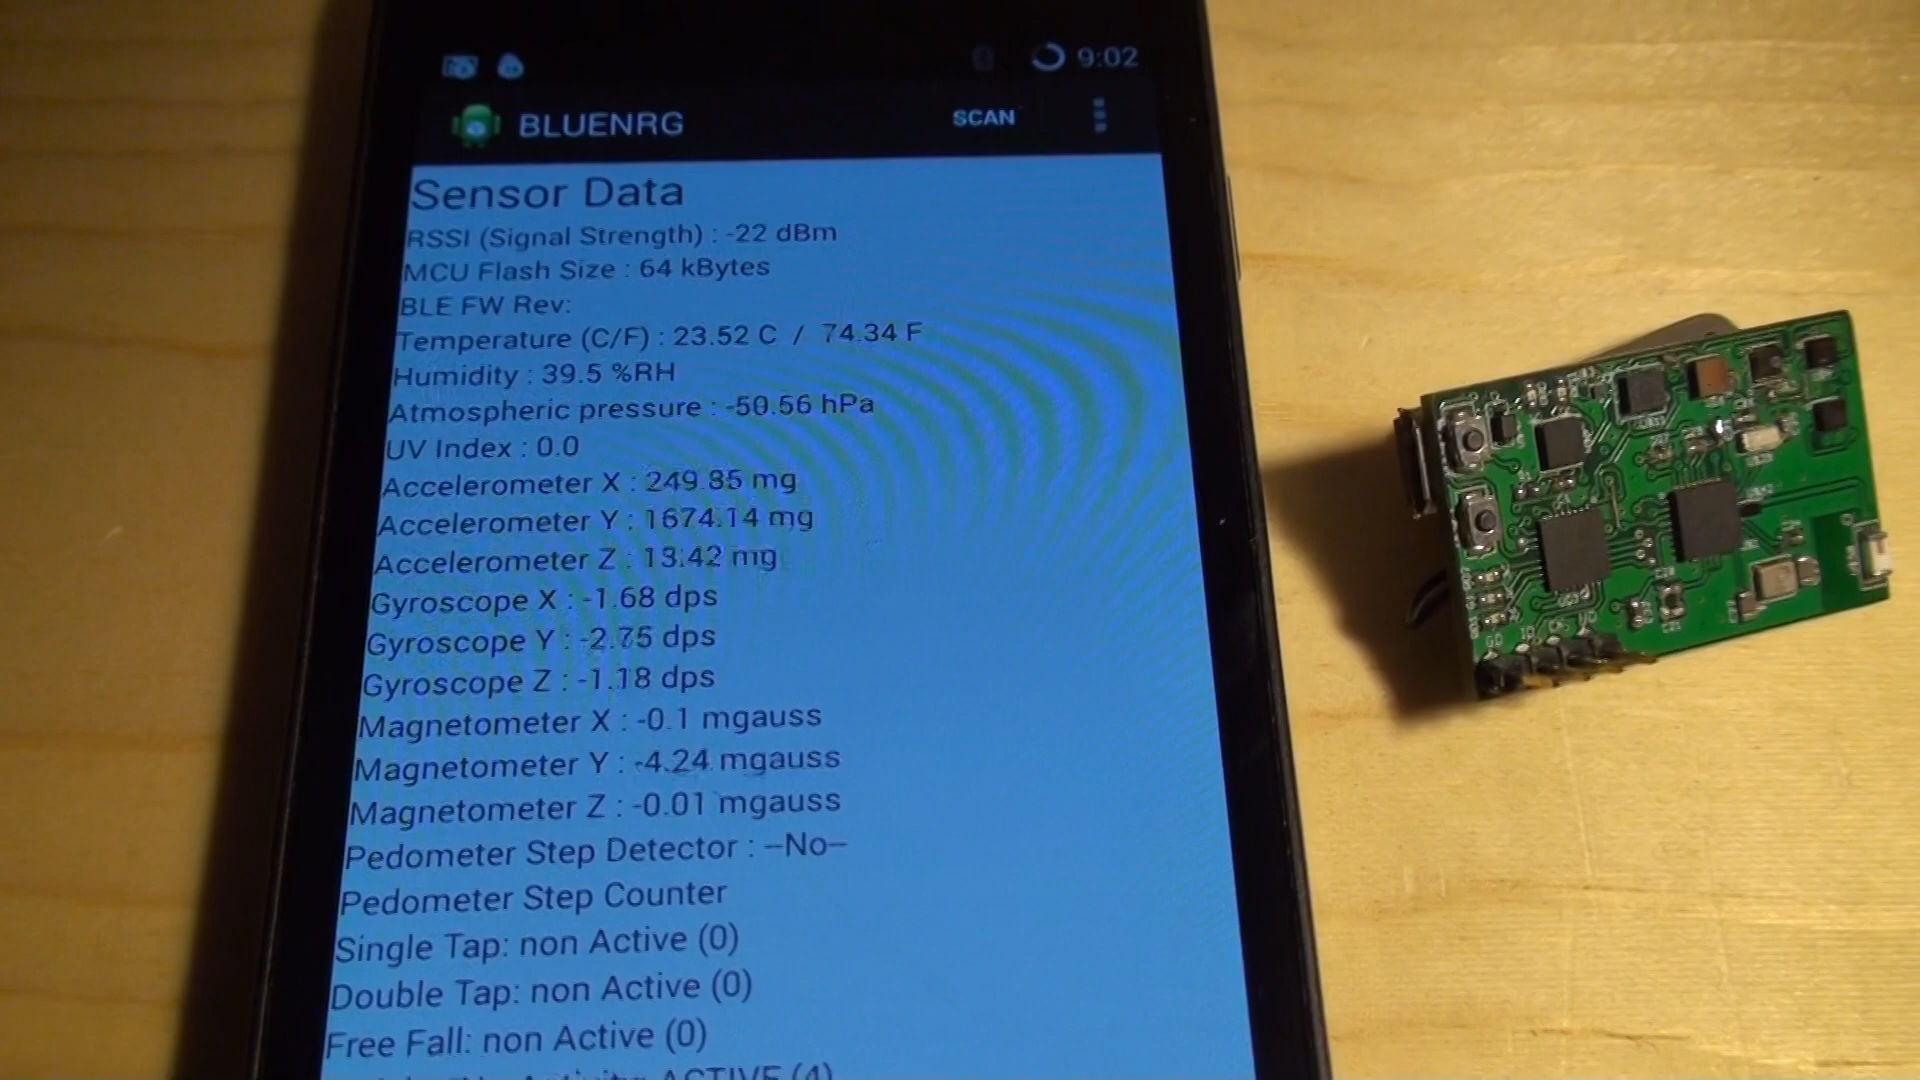 9:02
BLUENRG SCAN
Sensor Data
RSSI (Signal Strength) : -22 dBm
MCU Flash Size : 64 kBytes
BLE FW Rev:
Temperature (C/F) : 23.52 C / 74.34 F
Humidity : 39.5 %RH
Atmospheric pressure : -50.56 hPa
UV Index : 0.0
Accelerometer X : 249.85 mg
Accelerometer Y : 1674.14 mg
Accelerometer Z : 13.42 mg
Gyroscope X : -1.68 dps
Gyroscope Y : -2.75 dps
Gyroscope Z : -1.18 dps
Magnetometer X : -0.1 mgauss
Magnetometer Y : -4.24 mgauss
Magnetometer Z : -0.01 mgauss
Pedometer Step Detector : --No--
Pedometer Step Counter
Single Tap: non Active (0)
Double Tap: non Active (0)
Free Fall: non Active (0)
ACTIVE (4)